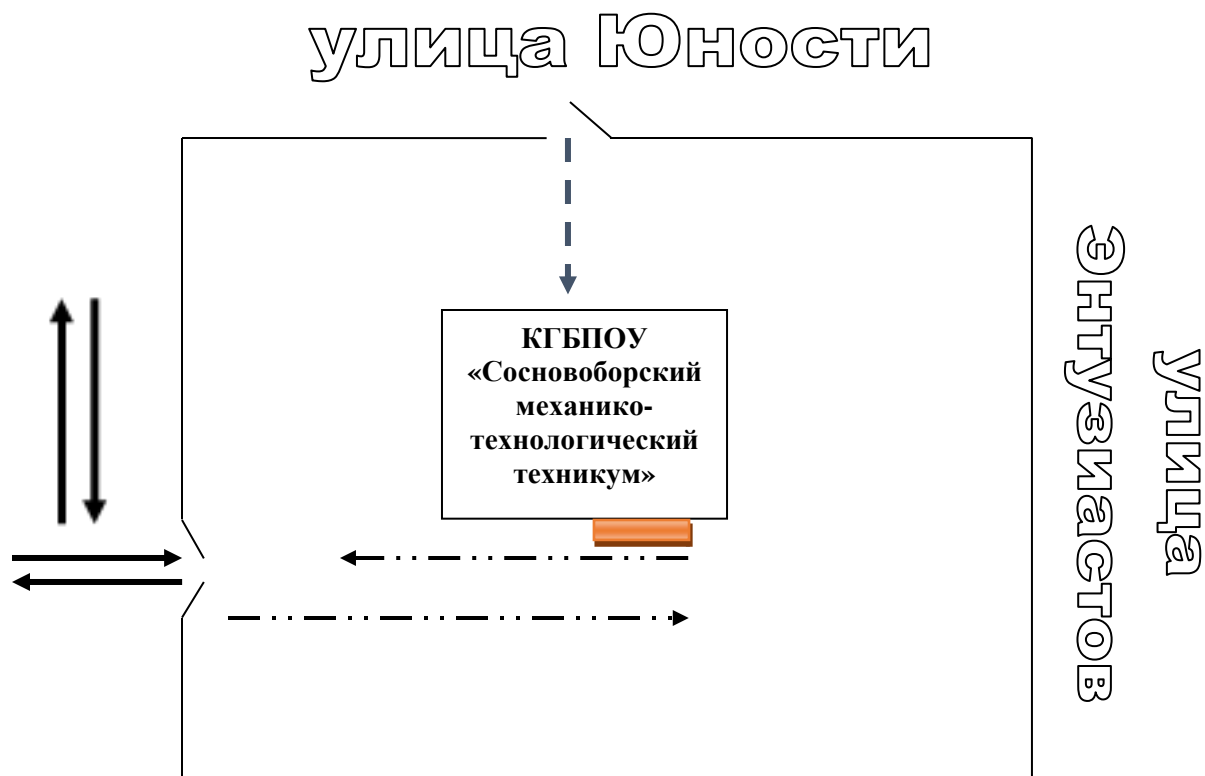 улица Юности
КГБПОУ
«Сосновоборский
механико-
технологический
техникум»
улица
Энтузиастов